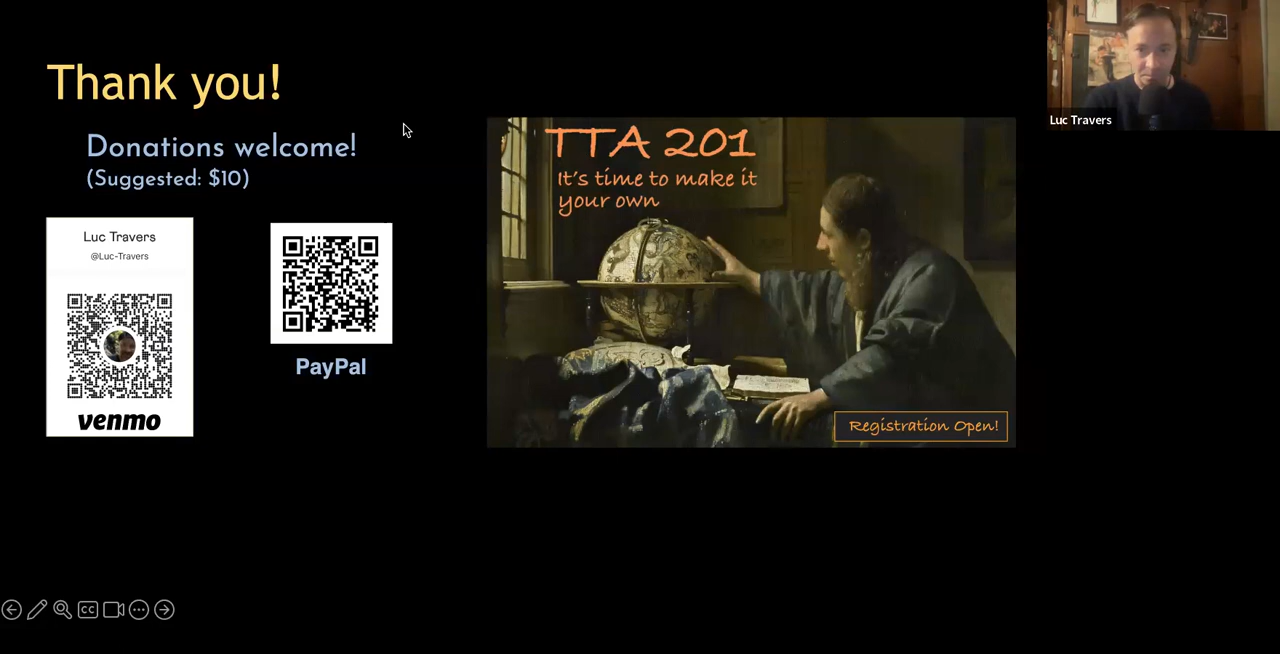 Thank you!
Donations welcome!
(Suggested: $10)
Luc Travers
@Luc-Travers
venmo
PayPal
TTA 201
It's time to make it
your own
Registration Open!
Luc Travers
CC